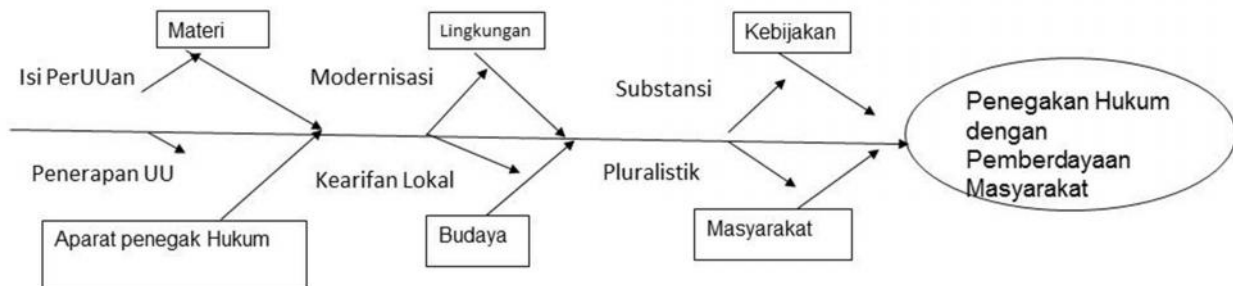 Materi
Lingkungan
Kebijakan
Isi PerUUan
Modernisasi
Substansi
Penegakan Hukum
dengan
Pemberdayaan
Masyarakat
Penerapan UU
Kearifan Lokal
Pluralistik
Aparat penegak Hukum
Budaya
Masyarakat